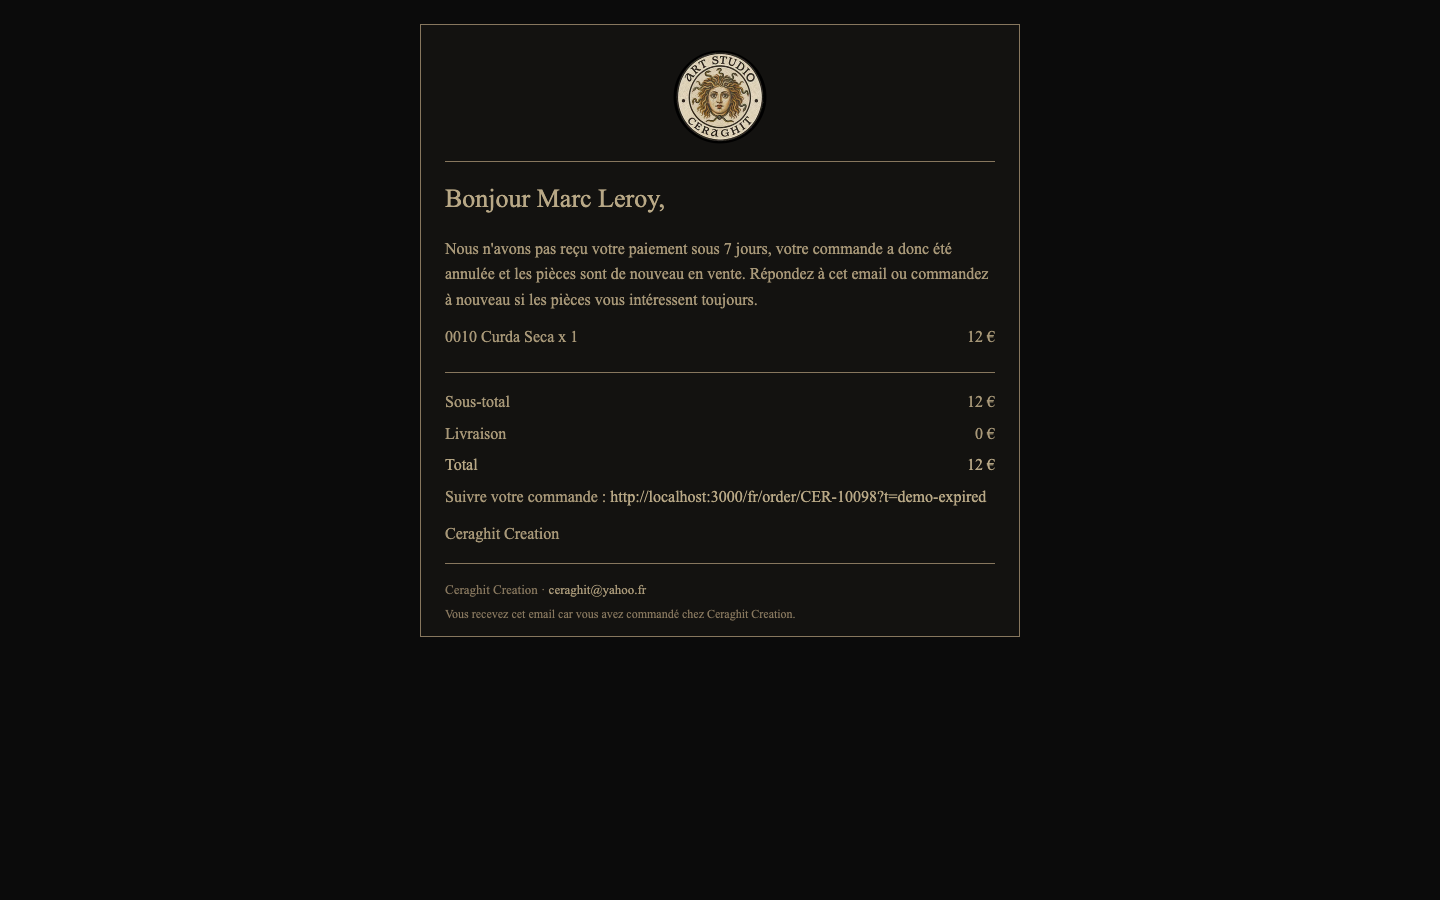 ART STUDIO
CERAGHIT
Bonjour Marc Leroy,
Nous n'avons pas reçu votre paiement sous 7 jours, votre commande a donc été
annulée et les pièces sont de nouveau en vente. Répondez à cet email ou commandez
à nouveau si les pièces vous intéressent toujours.
0010 Curda Seca x 1 12 €
Sous-total 12 €
Livraison 0 €
Total 12 €
Suivre votre commande : http://localhost:3000/fr/order/CER-10098?t=demo-expired
Ceraghit Creation
Ceraghit Creation · ceraghit@yahoo.fr
Vous recevez cet email car vous avez commandé chez Ceraghit Creation.